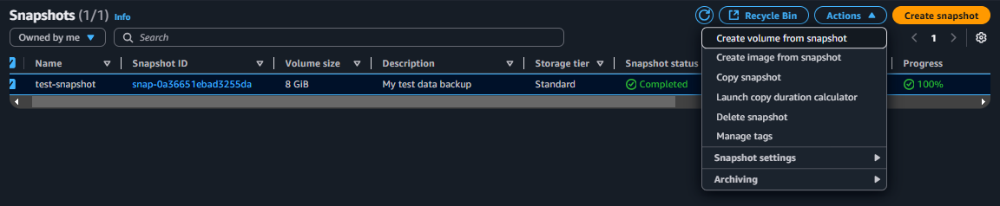 Snapshots (1/1) Info
Recycle Bin
Actions
Create snapshot
Owned by me
Search
1
Name Snapshot ID Volume size Description Storage tier Snapshot status Progress
test-snapshot snap-0a36651ebad3255da 8 GiB My test data backup Standard Completed 100%
Create volume from snapshot
Create image from snapshot
Copy snapshot
Launch copy duration calculator
Delete snapshot
Manage tags
Snapshot settings
Archiving